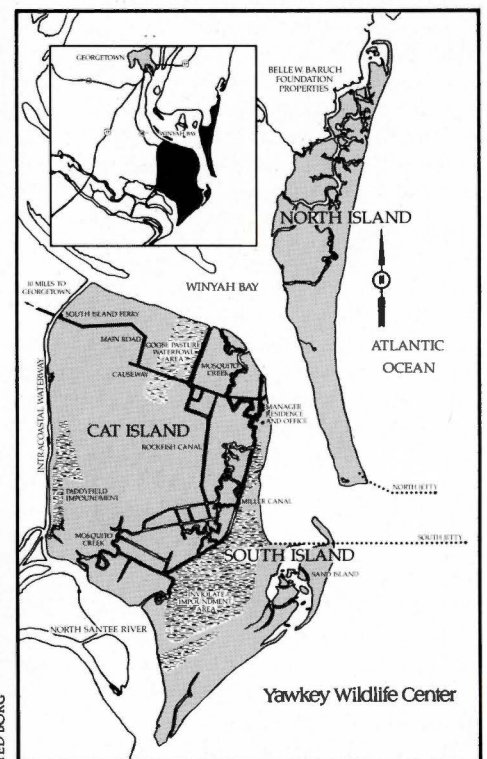 GEORGETOWN
WINYAH BAY
BELLE W. BARUCH
FOUNDATION
PROPERTIES
NORTH ISLAND
WINYAH BAY
10 MILES TO
GEORGETOWN
SOUTH ISLAND FERRY
MAIN ROAD
GOOSE PASTURE
WATERFOWL
AREA
CAUSEWAY
MOSQUITO
CREEK
ATLANTIC
OCEAN
MANAGER
RESIDENCE
AND OFFICE
INTRACOASTAL WATERWAY
CAT ISLAND
ROCKFISH CANAL
PADDYFIELD
IMPOUNDMENT
NORTH JETTY
MILLER CANAL
MOSQUITO
CREEK
SOUTH JETTY
SOUTH ISLAND
SAND ISLAND
INVIOLATE
IMPOUNDMENT
AREA
NORTH SANTEE RIVER
Yawkey Wildlife Center
TED BORG